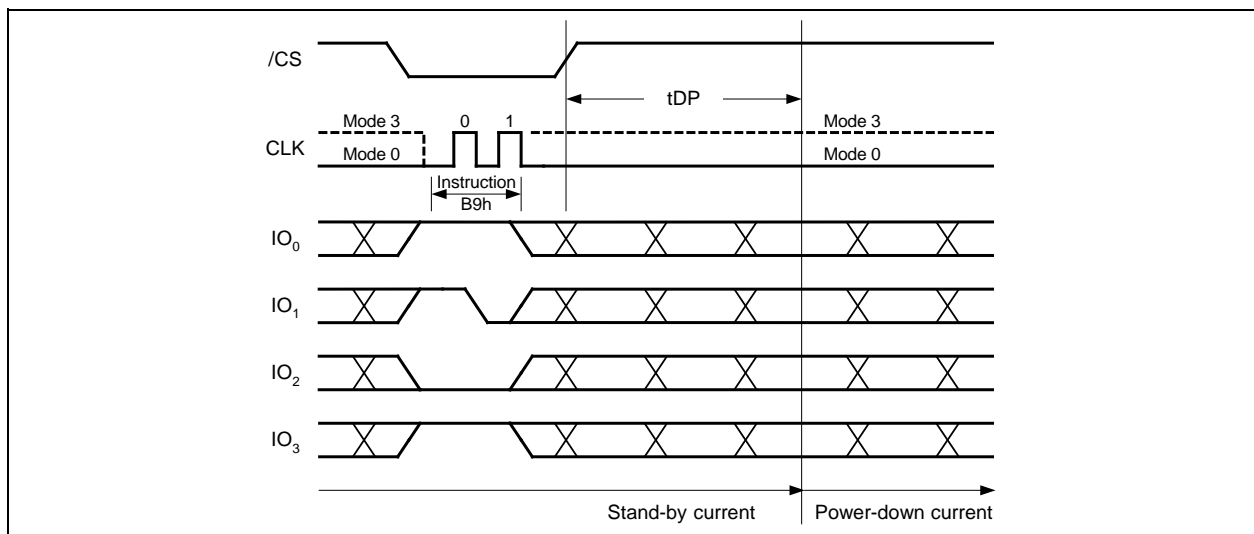 /CS
tDP
Mode 3 0 1 Mode 3
CLK
Mode 0 Mode 0
Instruction
B9h
IO0
IO1
IO2
IO3
Stand-by current Power-down current